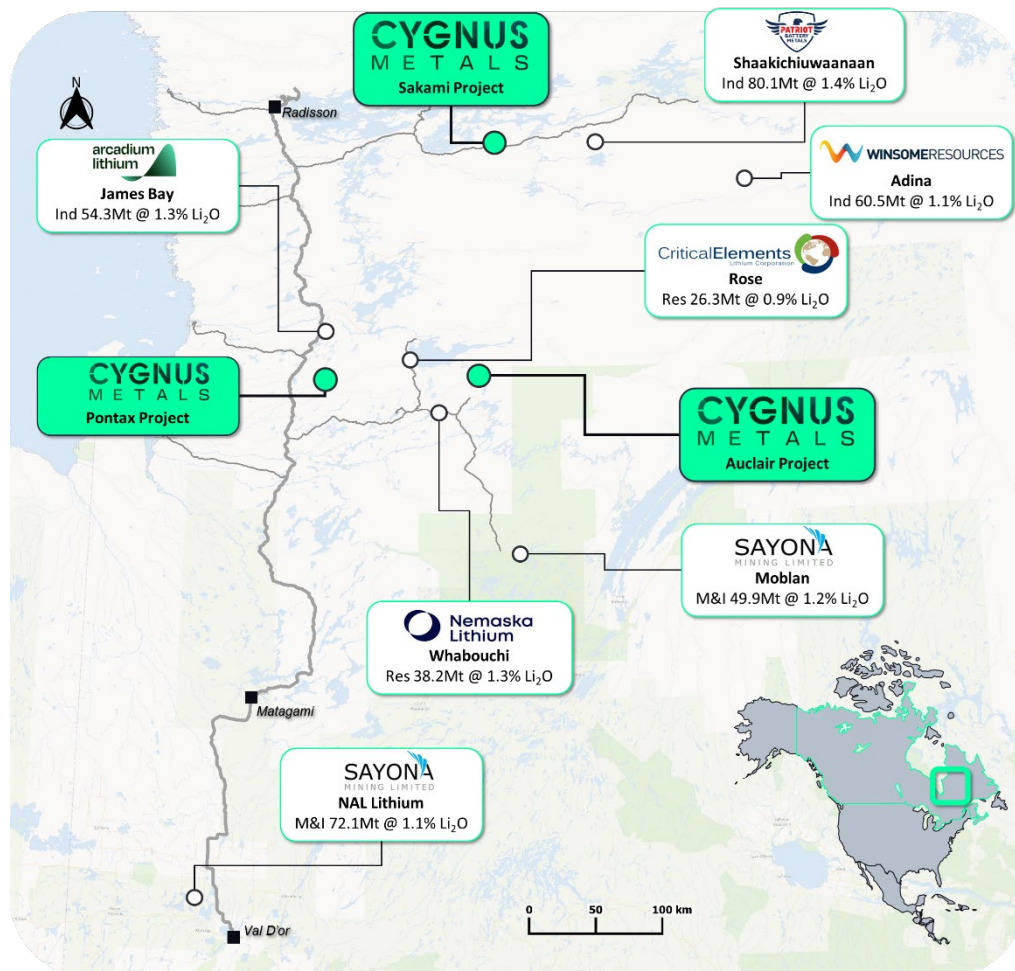 CYGNUS
METALS
Sakami Project
PATRIOT
BATTERY
METALS
Shaakichiuwaanaan
Ind 80.1Mt @ 1.4% Li₂O
N
Radisson
arcadium
lithium
James Bay
Ind 54.3Mt @ 1.3% Li₂O
WINSOMERESOURCES
Adina
Ind 60.5Mt @ 1.1% Li₂O
CriticalElements
Lithium Corporation
Rose
Res 26.3Mt @ 0.9% Li₂O
CYGNUS
METALS
Pontax Project
CYGNUS
METALS
Auclair Project
SAYONA
MINING LIMITED
Moblan
M&I 49.9Mt @ 1.2% Li₂O
Nemaska
Lithium
Whabouchi
Res 38.2Mt @ 1.3% Li₂O
Matagami
SAYONA
MINING LIMITED
NAL Lithium
M&I 72.1Mt @ 1.1% Li₂O
Val D'or
0 50 100 km